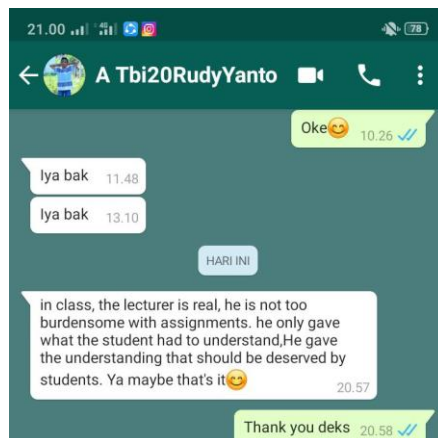 21.00
78
A Tbi20RudyYanto
Oke😊 10.26
Iya bak 11.48
Iya bak 13.10
HARI INI
in class, the lecturer is real, he is not too
burdensome with assignments. he only gave
what the student had to understand,He gave
the understanding that should be deserved by
students. Ya maybe that's it😊
20.57
Thank you deks 20.58